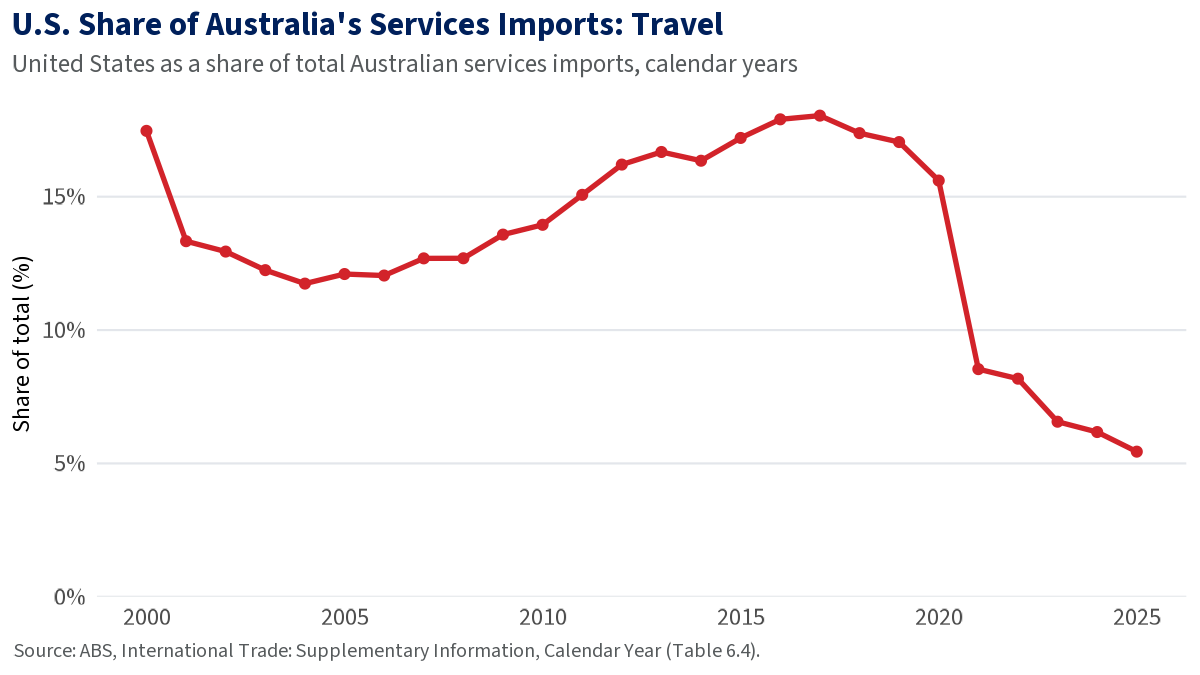 U.S. Share of Australia's Services Imports: Travel
United States as a share of total Australian services imports, calendar years
Share of total (%)
15%
10%
5%
0%
2000 2005 2010 2015 2020 2025
Source: ABS, International Trade: Supplementary Information, Calendar Year (Table 6.4).